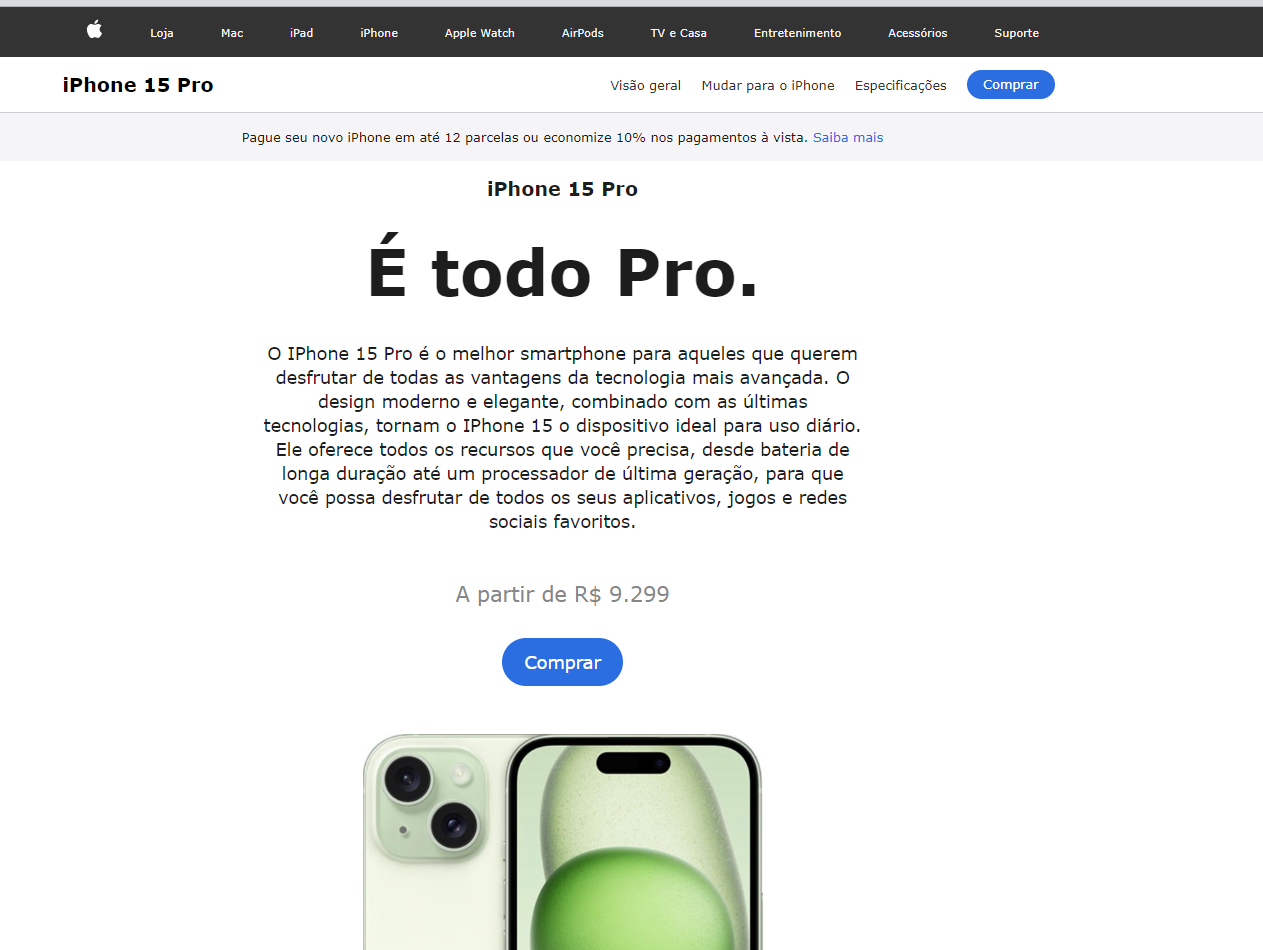 Loja Mac iPad iPhone Apple Watch AirPods TV e Casa Entretenimento Acessórios Suporte
iPhone 15 Pro Visão geral Mudar para o iPhone Especificações Comprar
Pague seu novo iPhone em até 12 parcelas ou economize 10% nos pagamentos à vista. Saiba mais
iPhone 15 Pro
É todo Pro.
O IPhone 15 Pro é o melhor smartphone para aqueles que querem
desfrutar de todas as vantagens da tecnologia mais avançada. O
design moderno e elegante, combinado com as últimas
tecnologias, tornam o IPhone 15 o dispositivo ideal para uso diário.
Ele oferece todos os recursos que você precisa, desde bateria de
longa duração até um processador de última geração, para que
você possa desfrutar de todos os seus aplicativos, jogos e redes
sociais favoritos.
A partir de R$ 9.299
Comprar